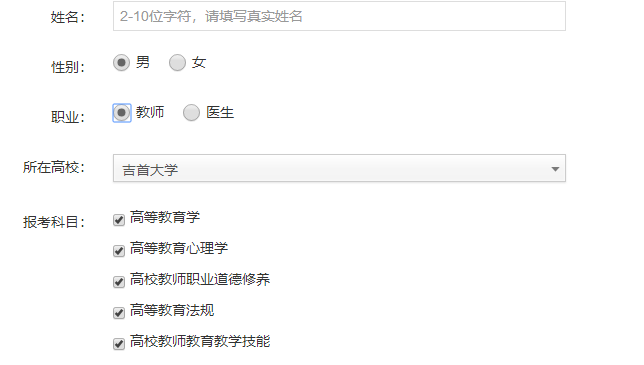 姓名： 2-10位字符，请填写真实姓名
性别： 男 女
职业： 教师 医生
所在高校： 吉首大学
报考科目： 高等教育学
高等教育心理学
高校教师职业道德修养
高等教育法规
高校教师教育教学技能